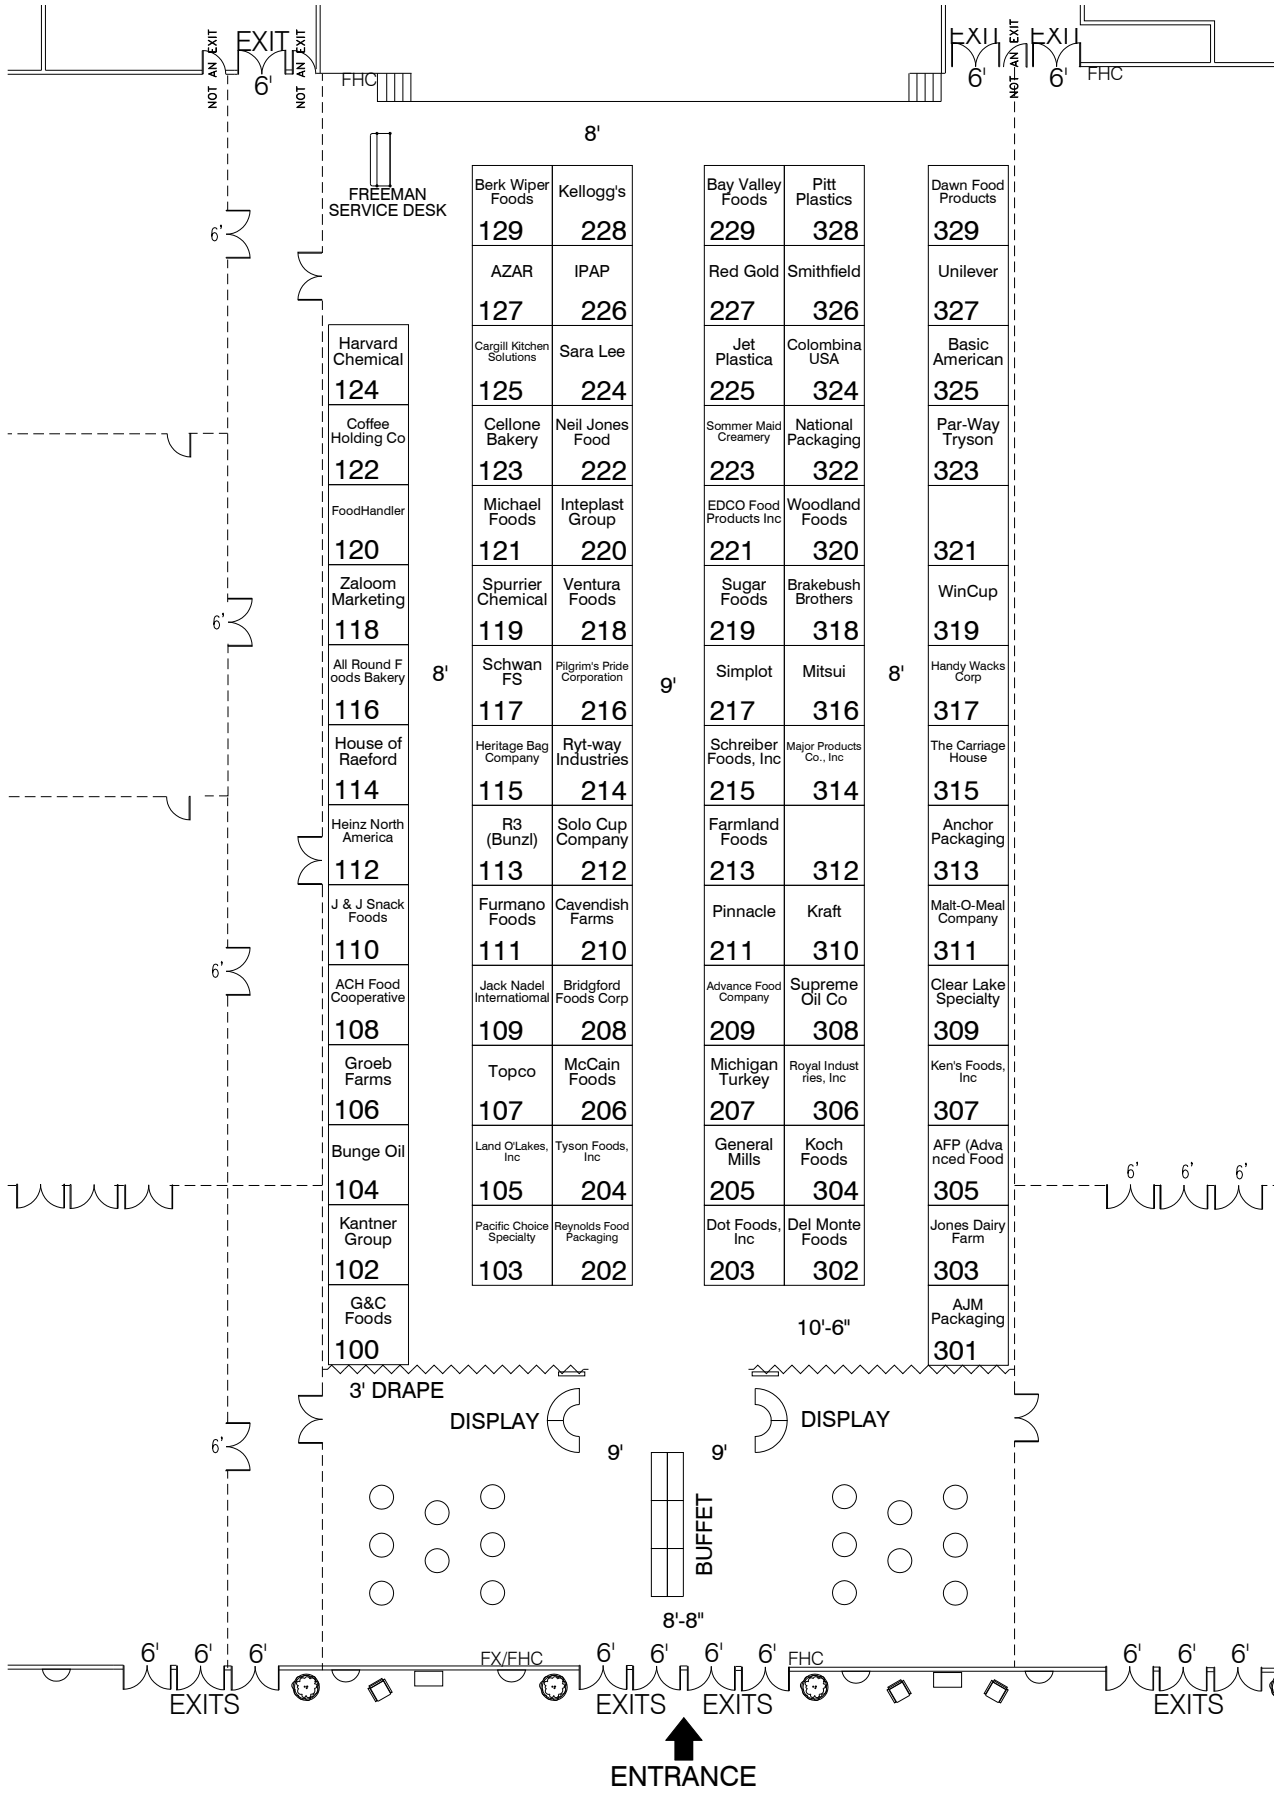 EXIT
NOT AN EXIT
NOT AN EXIT
6'
FHC
EXIT
EXIT
NOT AN EXIT
6'
6'
FHC
8'
FREEMAN
SERVICE DESK
Berk Wiper
Foods
129
Kellogg's
228
Bay Valley
Foods
229
Pitt
Plastics
328
Dawn Food
Products
329
6'
AZAR
127
IPAP
226
Red Gold
227
Smithfield
326
Unilever
327
Harvard
Chemical
124
Cargill Kitchen
Solutions
125
Sara Lee
224
Jet
Plastica
225
Colombina
USA
324
Basic
American
325
Coffee
Holding Co
122
Cellone
Bakery
123
Neil Jones
Food
222
Sommer Maid
Creamery
223
National
Packaging
322
Par-Way
Tryson
323
FoodHandler
120
Michael
Foods
121
Inteplast
Group
220
EDCO Food
Products Inc
221
Woodland
Foods
320
321
6'
Zaloom
Marketing
118
Spurrier
Chemical
119
Ventura
Foods
218
Sugar
Foods
219
Brakebush
Brothers
318
WinCup
319
All Round F
oods Bakery
116
8'
Schwan
FS
117
Pilgrim's Pride
Corporation
216
9'
Simplot
217
Mitsui
316
8'
Handy Wacks
Corp
317
House of
Raeford
114
Heritage Bag
Company
115
Ryt-way
Industries
214
Schreiber
Foods, Inc
215
Major Products
Co., Inc
314
The Carriage
House
315
Heinz North
America
112
R3
(Bunzl)
113
Solo Cup
Company
212
Farmland
Foods
213
312
Anchor
Packaging
313
J & J Snack
Foods
110
Furmano
Foods
111
Cavendish
Farms
210
Pinnacle
211
Kraft
310
Malt-O-Meal
Company
311
6'
ACH Food
Cooperative
108
Jack Nadel
International
109
Bridgford
Foods Corp
208
Advance Food
Company
209
Supreme
Oil Co
308
Clear Lake
Specialty
309
Groeb
Farms
106
Topco
107
McCain
Foods
206
Michigan
Turkey
207
Royal Indust
ries, Inc
306
Ken's Foods,
Inc
307
Bunge Oil
104
Land O'Lakes,
Inc
105
Tyson Foods,
Inc
204
General
Mills
205
Koch
Foods
304
AFP (Adva
nced Food
305
6'
6'
6'
Kantner
Group
102
Pacific Choice
Specialty
103
Reynolds Food
Packaging
202
Dot Foods,
Inc
203
Del Monte
Foods
302
Jones Dairy
Farm
303
G&C
Foods
100
10'-6"
AJM
Packaging
301
3' DRAPE
DISPLAY
DISPLAY
6'
9'
9'
BUFFET
8'-8"
6'
6'
6'
EXITS
FX/FHC
6'
6'
6'
6'
EXITS
EXITS
FHC
6'
6'
6'
EXITS
ENTRANCE